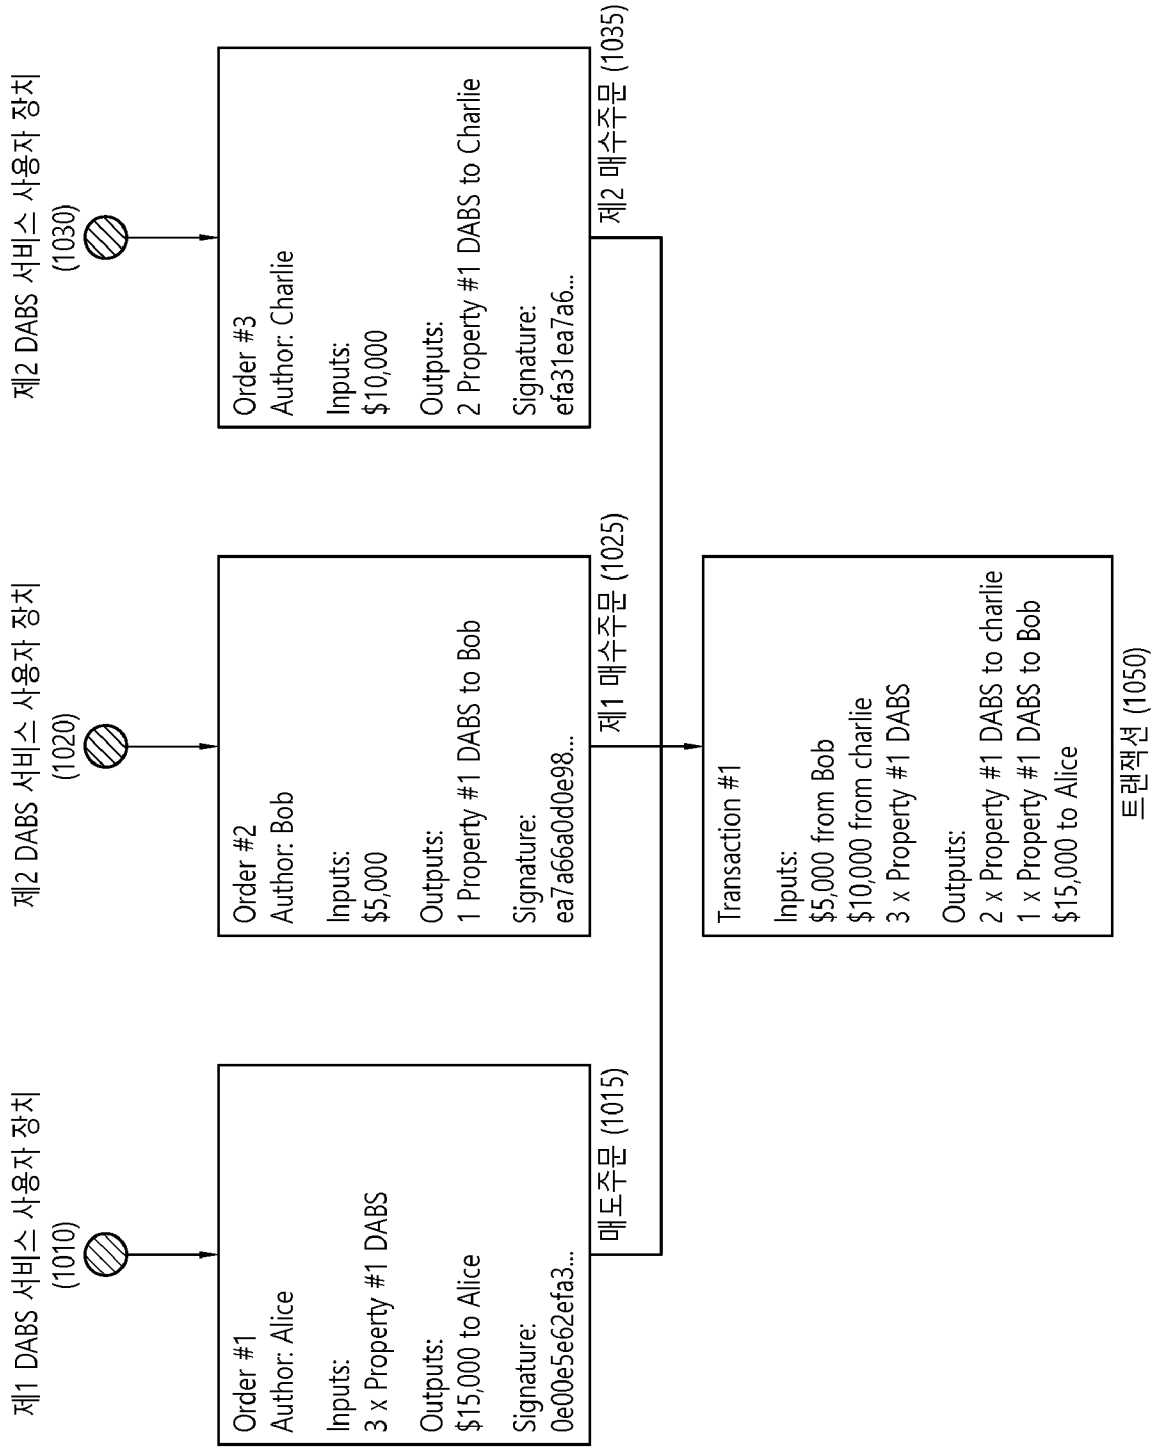 제1 DABS 서비스 사용자 장치
(1010)
Order #1
Author: Alice
Inputs:
3 x Property #1 DABS
Outputs:
$15,000 to Alice
Signature:
0e00e5e62efa3...
매도주문 (1015)
제2 DABS 서비스 사용자 장치
(1020)
Order #2
Author: Bob
Inputs:
$5,000
Outputs:
1 Property #1 DABS to Bob
Signature:
ea7a66a0d0e98...
제1 매수주문 (1025)
제2 DABS 서비스 사용자 장치
(1030)
Order #3
Author: Charlie
Inputs:
$10,000
Outputs:
2 Property #1 DABS to Charlie
Signature:
efa31ea7a6...
제2 매수주문 (1035)
Transaction #1
Inputs:
$5,000 from Bob
$10,000 from charlie
3 x Property #1 DABS
Outputs:
2 x Property #1 DABS to charlie
1 x Property #1 DABS to Bob
$15,000 to Alice
트랜잭션 (1050)